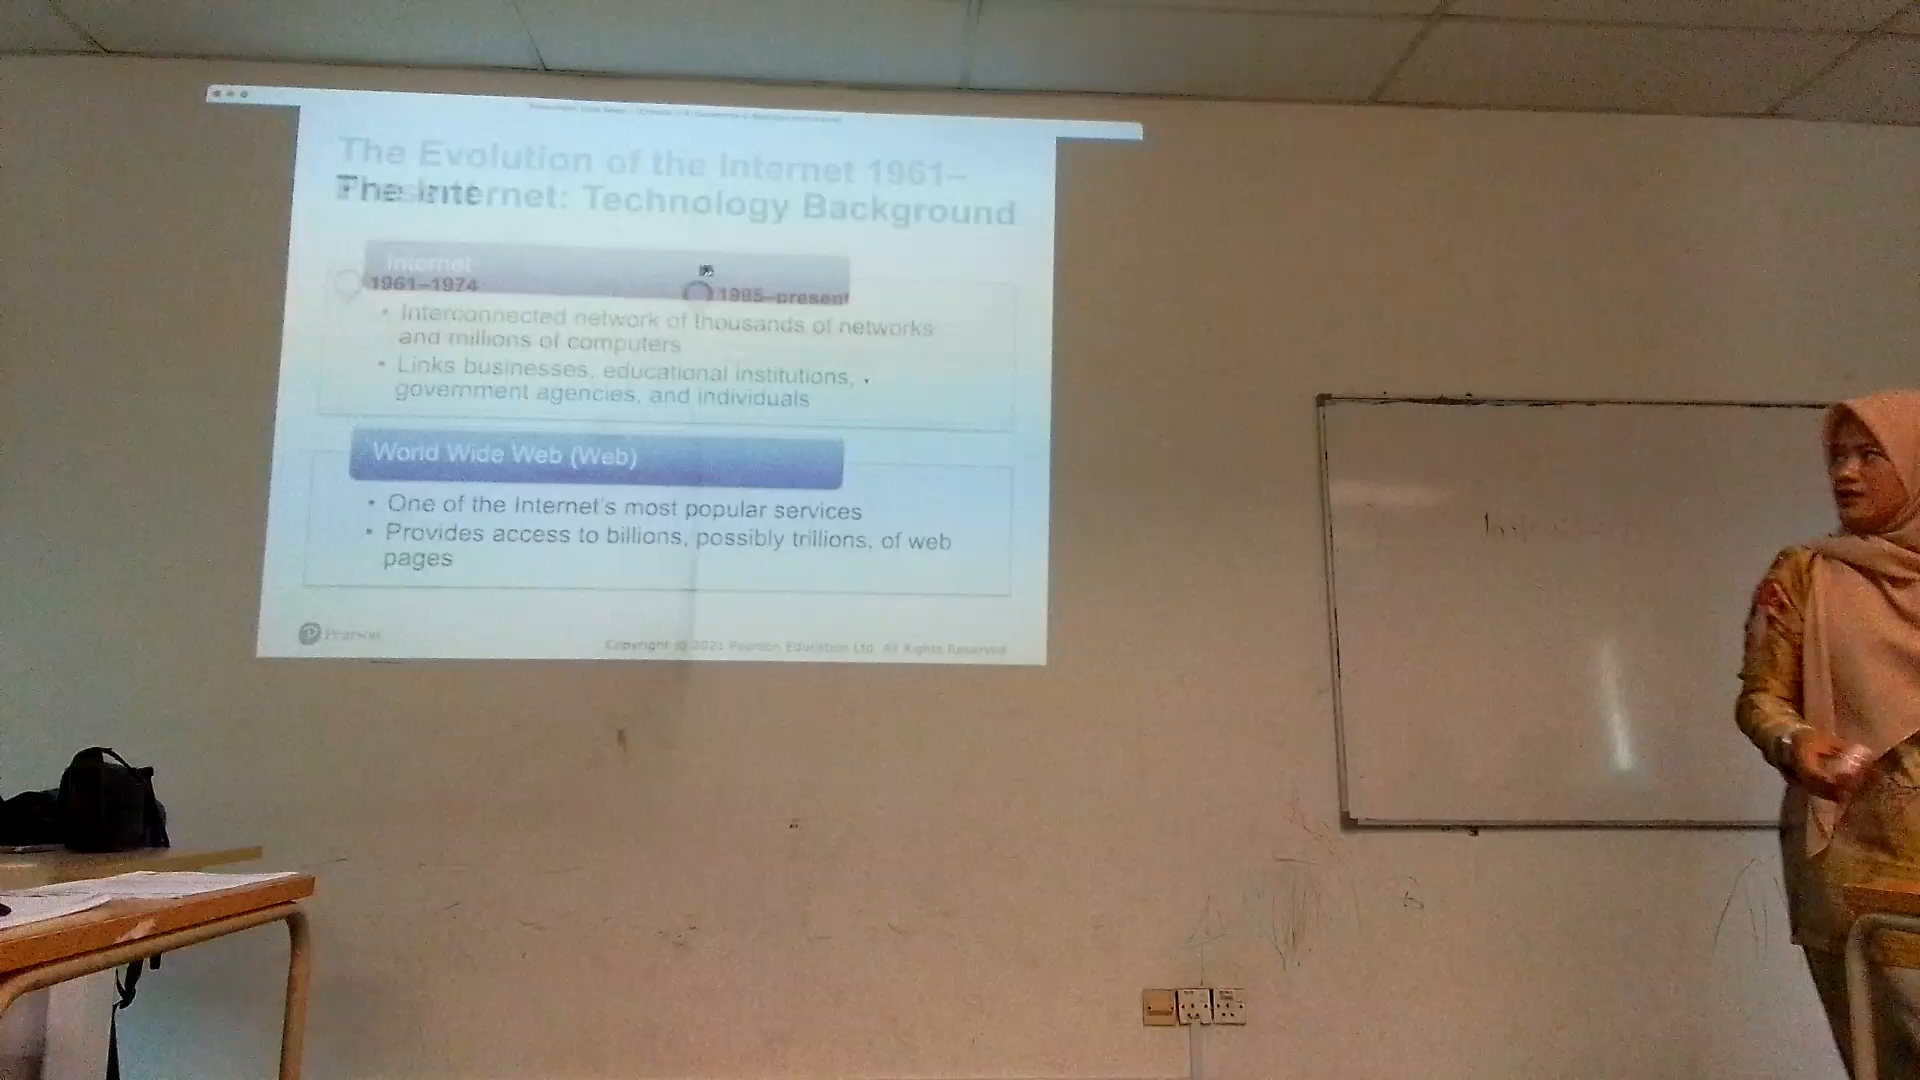 The Evolution of the Internet 1961–
The Internet: Technology Background
Internet
1961–1974
1995–present
• Interconnected network of thousands of networks
and millions of computers
• Links businesses, educational institutions,
government agencies, and individuals
World Wide Web (Web)
• One of the Internet's most popular services
• Provides access to billions, possibly trillions, of web
pages
Pearson
Copyright © 2021 Pearson Education Ltd. All Rights Reserved